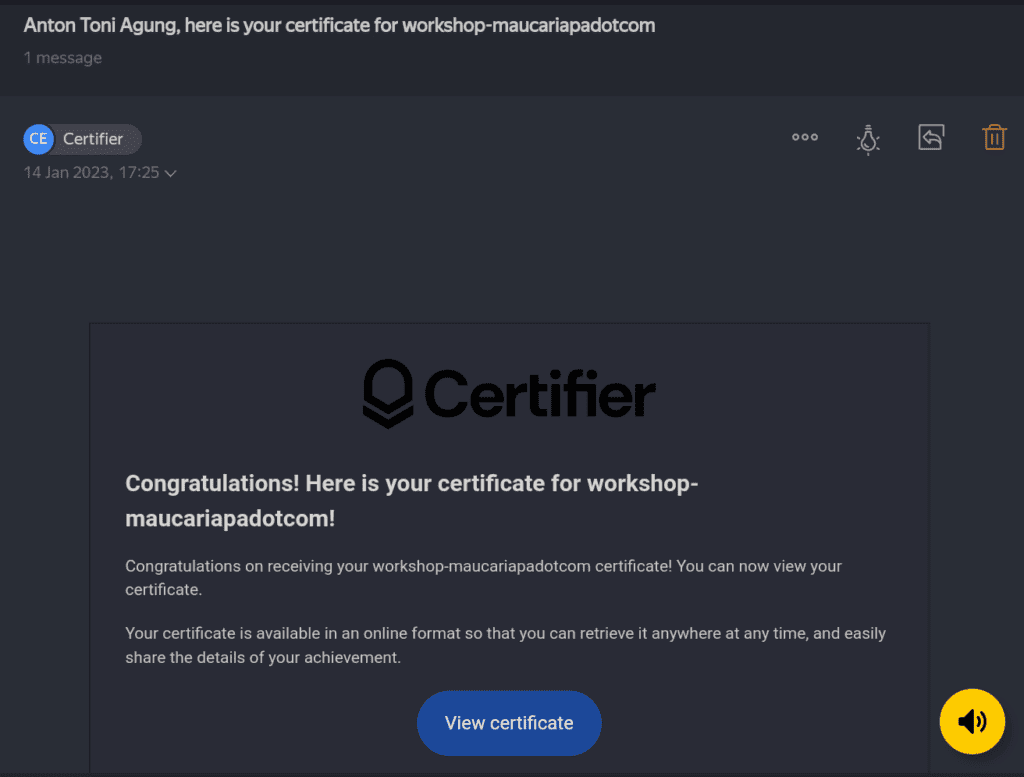 Anton Toni Agung, here is your certificate for workshop-maucariapadotcom
1 message
CE Certifier
14 Jan 2023, 17:25
Certifier
Congratulations! Here is your certificate for workshop-
maucariapadotcom!
Congratulations on receiving your workshop-maucariapadotcom certificate! You can now view your
certificate.
Your certificate is available in an online format so that you can retrieve it anywhere at any time, and easily
share the details of your achievement.
View certificate